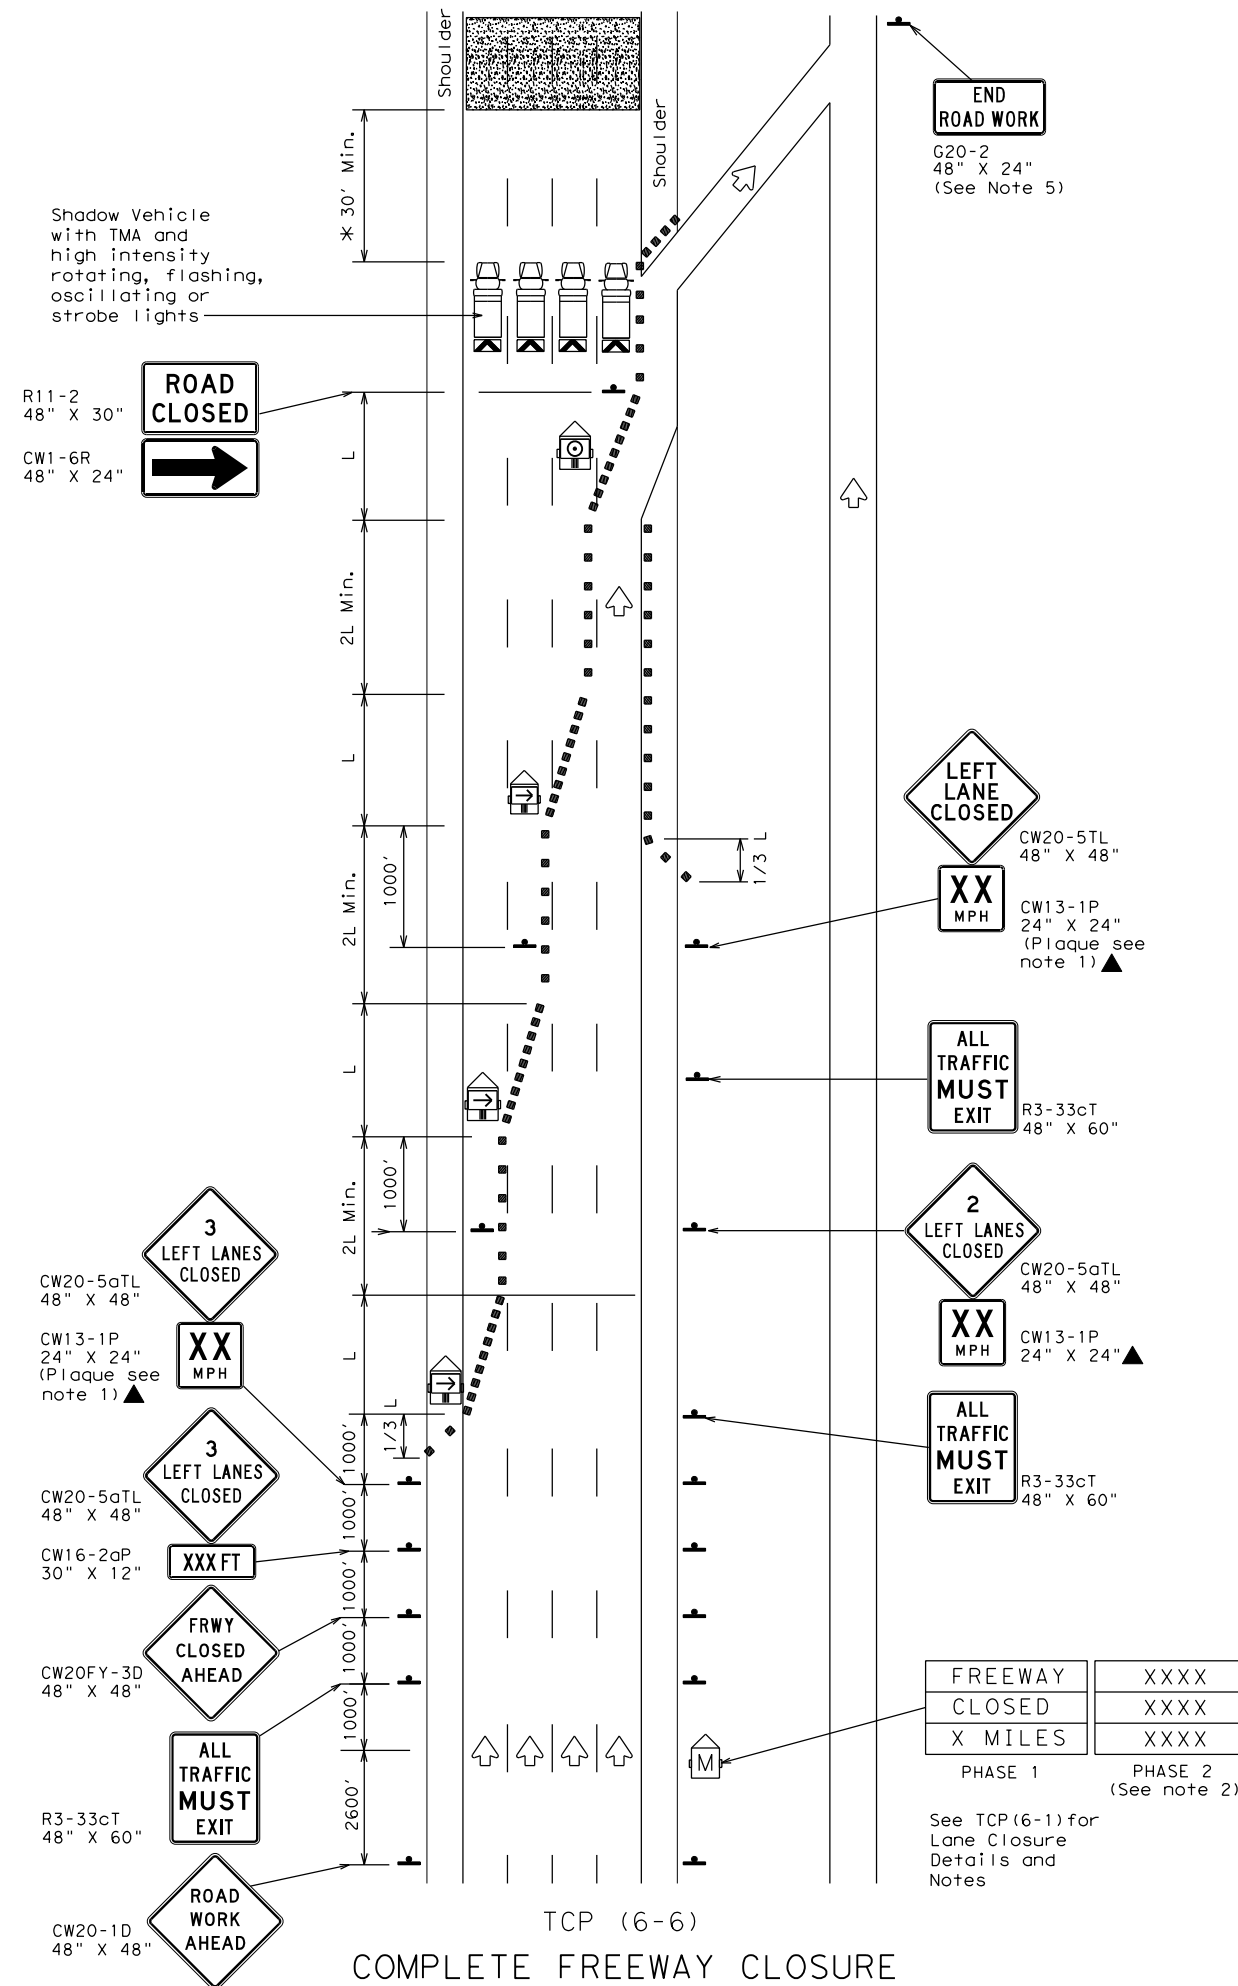 Shoulder
Shoulder
✶ 30' Min.
END
ROAD WORK
G20-2
48" X 24"
(See Note 5)
Shadow Vehicle
with TMA and
high intensity
rotating, flashing,
oscillating or
strobe lights
ROAD
CLOSED
R11-2
48" X 30"
CW1-6R
48" X 24"
L
2L Min.
L
2L Min.
1000'
L
2L Min.
1000'
L
1/3 L
1000'
1000'
1000'
1000'
1000'
2600'
1/3 L
LEFT
LANE
CLOSED
CW20-5TL
48" X 48"
XX
MPH
CW13-1P
24" X 24"
(Plaque see
note 1) ▲
ALL
TRAFFIC
MUST
EXIT
R3-33cT
48" X 60"
2
LEFT LANES
CLOSED
CW20-5aTL
48" X 48"
XX
MPH
CW13-1P
24" X 24" ▲
ALL
TRAFFIC
MUST
EXIT
R3-33cT
48" X 60"
3
LEFT LANES
CLOSED
CW20-5aTL
48" X 48"
XX
MPH
CW13-1P
24" X 24"
(Plaque see
note 1) ▲
3
LEFT LANES
CLOSED
CW20-5aTL
48" X 48"
XXX FT
CW16-2aP
30" X 12"
FRWY
CLOSED
AHEAD
CW20FY-3D
48" X 48"
ALL
TRAFFIC
MUST
EXIT
R3-33cT
48" X 60"
ROAD
WORK
AHEAD
CW20-1D
48" X 48"
M
FREEWAY
CLOSED
X MILES
PHASE 1
XXXX
XXXX
XXXX
PHASE 2
(See note 2)
See TCP(6-1)for
Lane Closure
Details and
Notes
TCP (6-6)
COMPLETE FREEWAY CLOSURE